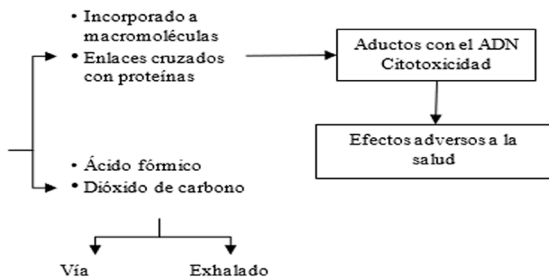 • Incorporado a
macromoléculas
• Enlaces cruzados
con proteínas
Aductos con el ADN
Citotoxicidad
Efectos adversos a la
salud
• Ácido fórmico
• Dióxido de carbono
Vía
Exhalado